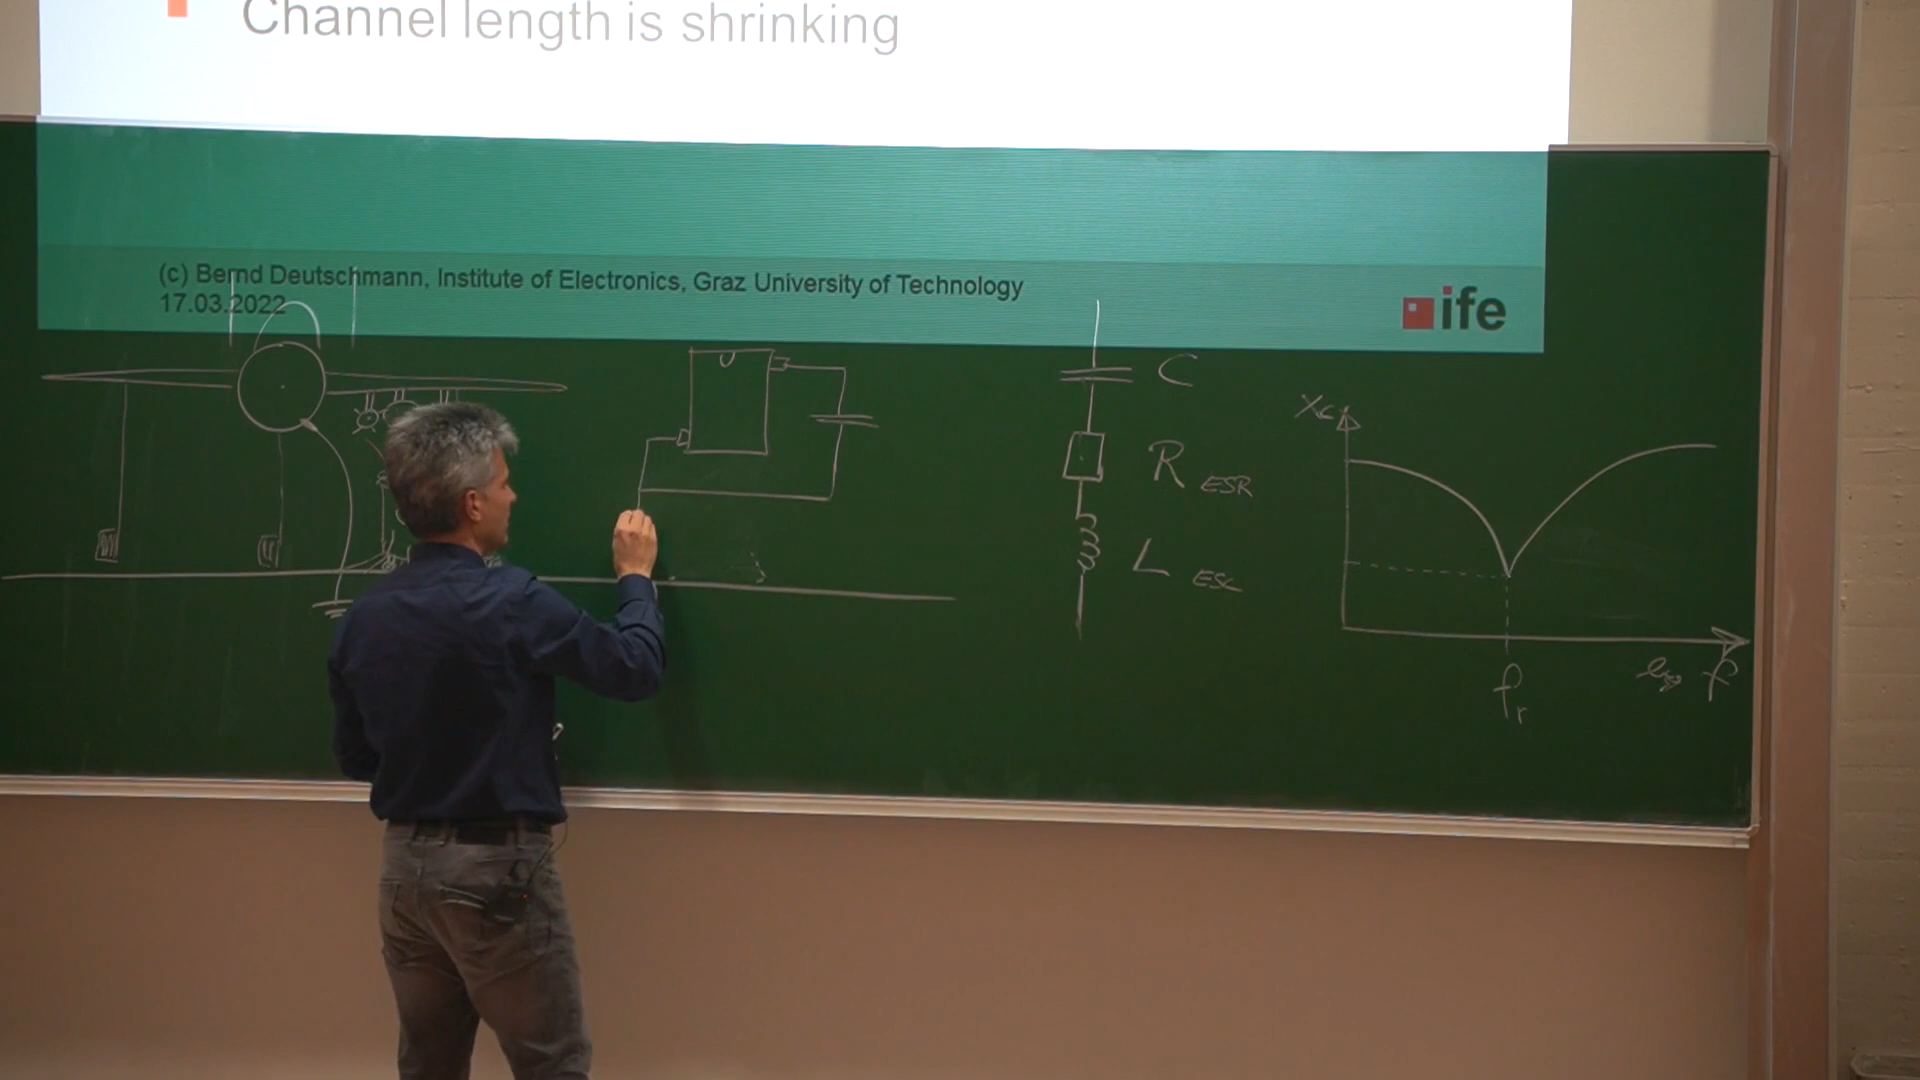 Channel length is shrinking
(c) Bernd Deutschmann, Institute of Electronics, Graz University of Technology
17.03.2022
ife
C
R ESR
L ESL
Xc
fr
log f